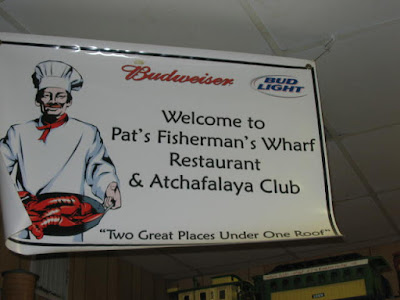 Budweiser
BUD LIGHT
Welcome to
Pat's Fisherman's Wharf
Restaurant
& Atchafalaya Club
"Two Great Places Under One Roof"